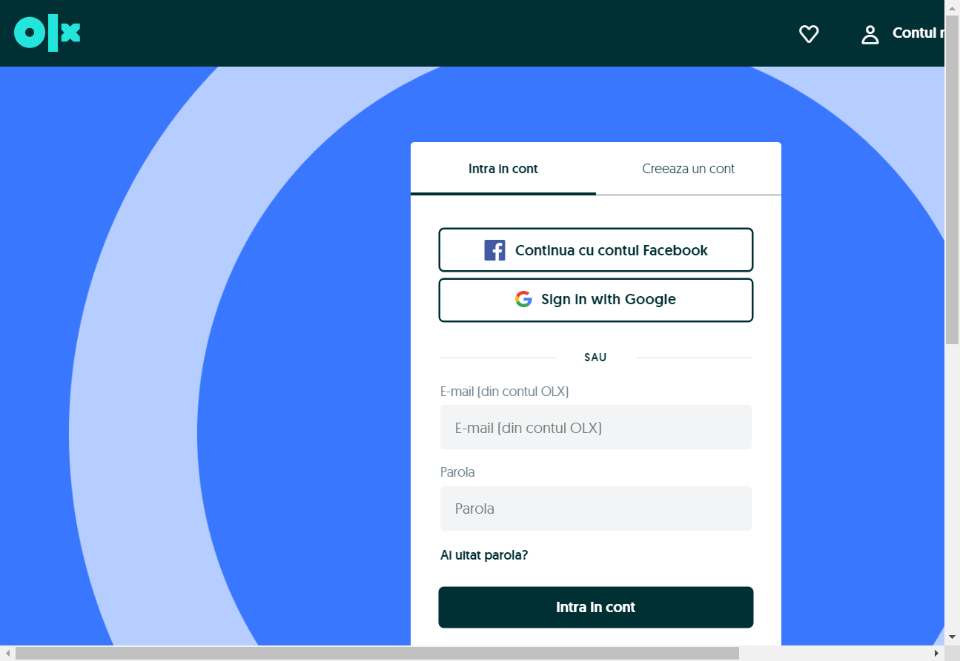 olx
Contul
Intra in cont
Creeaza un cont
Continua cu contul Facebook
Sign in with Google
SAU
E-mail (din contul OLX)
E-mail (din contul OLX)
Parola
Parola
Ai uitat parola?
Intra in cont